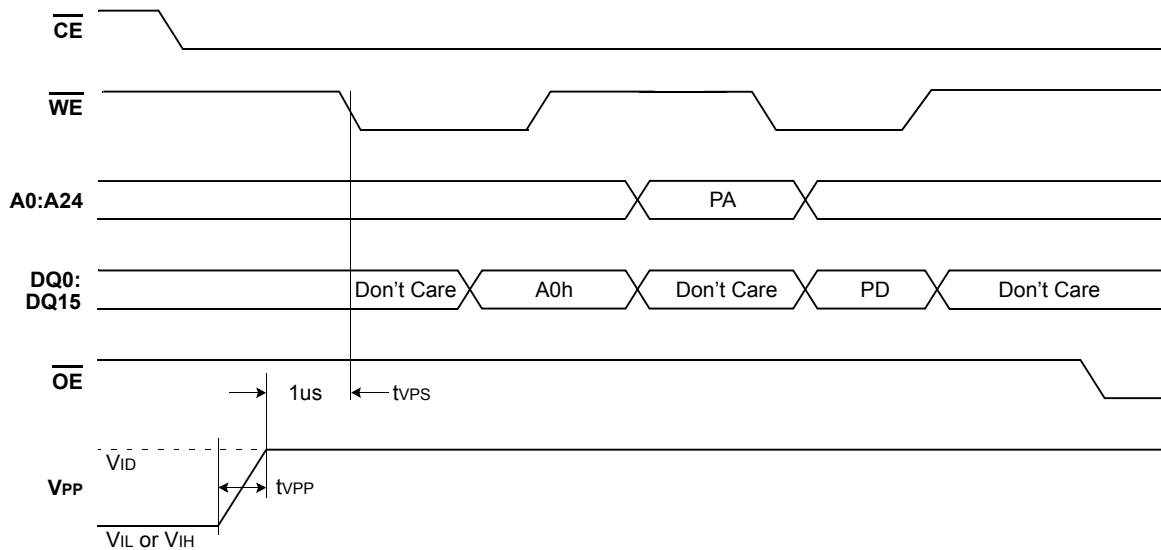 CE
WE
A0:A24
PA
DQ0:
DQ15
Don't Care
A0h
Don't Care
PD
Don't Care
OE
1us
tVPS
VID
VPP
tVPP
VIL or VIH